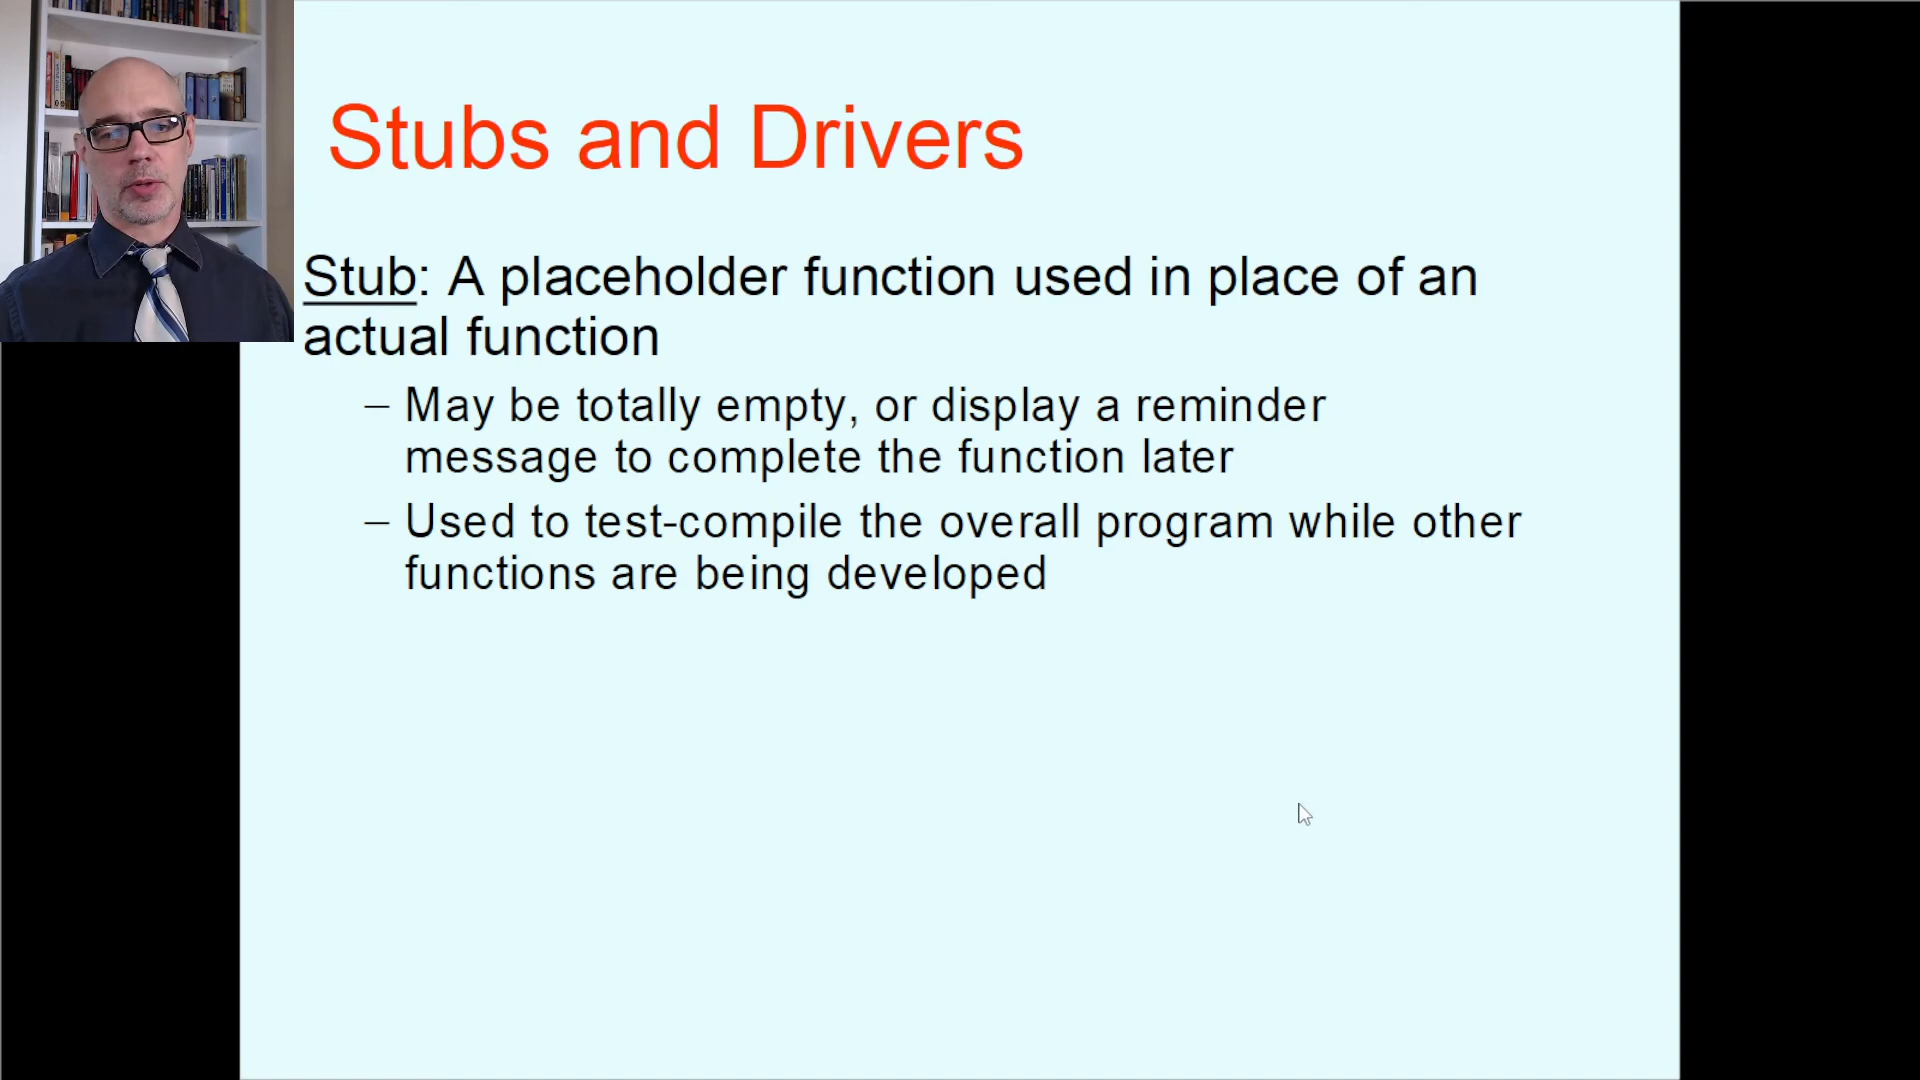 Stubs and Drivers
Stub: A placeholder function used in place of an
actual function
– May be totally empty, or display a reminder
message to complete the function later
– Used to test-compile the overall program while other
functions are being developed